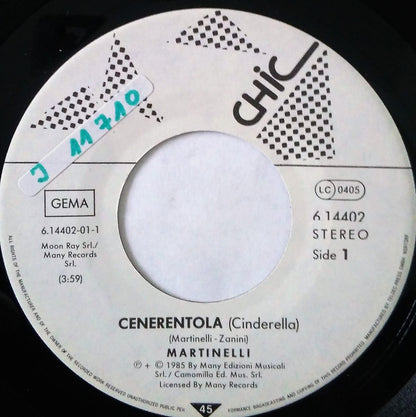 CHIC
J 11710
GEMA
6.14402-01-1
Moon Ray Srl./
Many Records
Srl.
(3:59)
LC 0405
6.14402
STEREO
Side 1
CENERENTOLA (Cinderella)
(Martinelli - Zanini)
MARTINELLI
℗ + © 1985 By Many Edizioni Musicali
Srl. / Camomilla Ed. Mus. Srl.
Licensed By Many Records
45